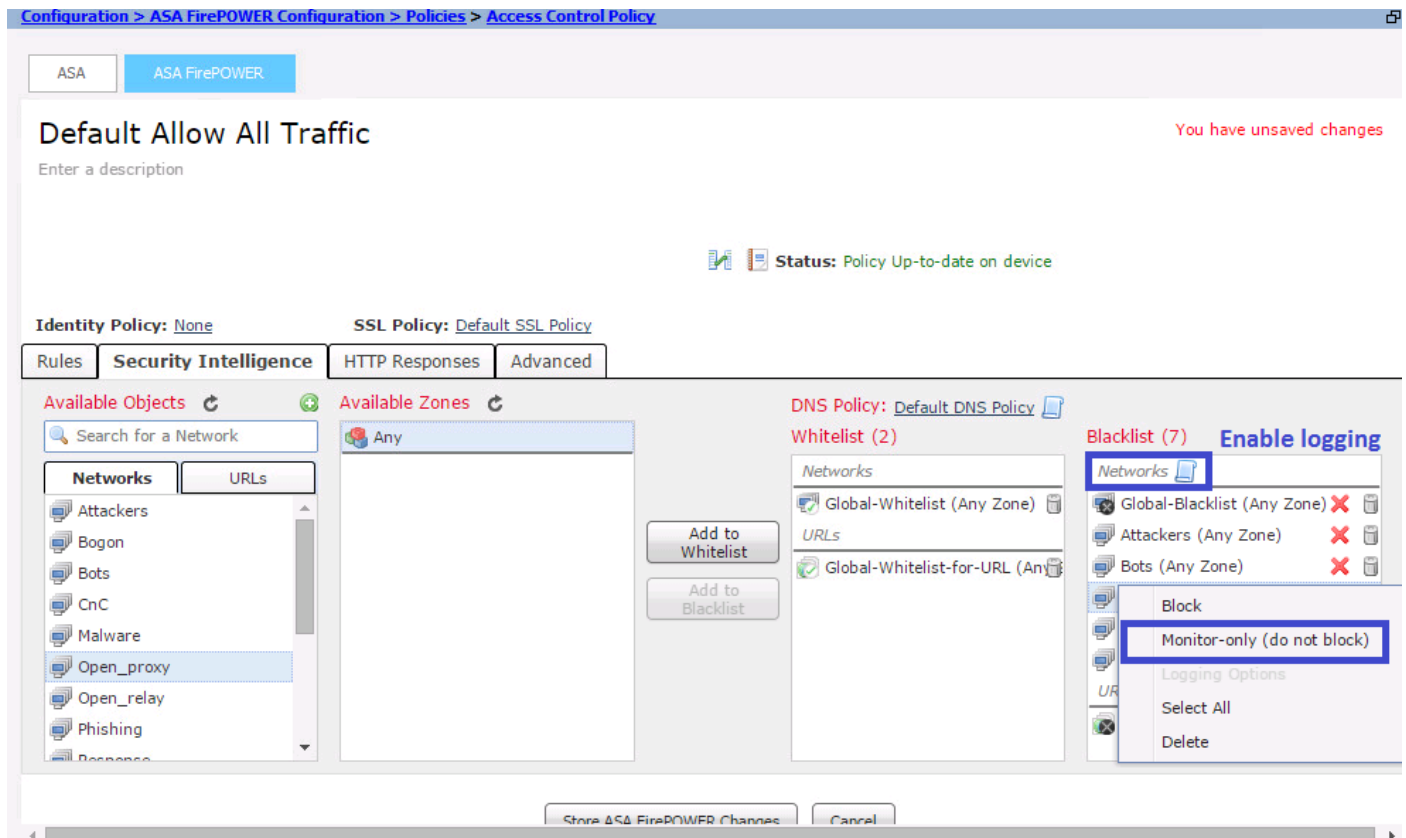 Configuration > ASA FirePOWER Configuration > Policies > Access Control Policy
ASA
ASA FirePOWER
Default Allow All Traffic
You have unsaved changes
Enter a description
Status: Policy Up-to-date on device
Identity Policy: None
SSL Policy: Default SSL Policy
Rules
Security Intelligence
HTTP Responses
Advanced
Available Objects
Search for a Network
Networks
URLs
Attackers
Bogon
Bots
CnC
Malware
Open_proxy
Open_relay
Phishing
Response
Available Zones
Any
Add to Whitelist
Add to Blacklist
DNS Policy: Default DNS Policy
Whitelist (2)
Networks
Global-Whitelist (Any Zone)
URLs
Global-Whitelist-for-URL (Any
Blacklist (7)
Enable logging
Networks
Global-Blacklist (Any Zone)
Attackers (Any Zone)
Bots (Any Zone)
UR
Block
Monitor-only (do not block)
Logging Options
Select All
Delete
Store ASA FirePOWER Changes
Cancel